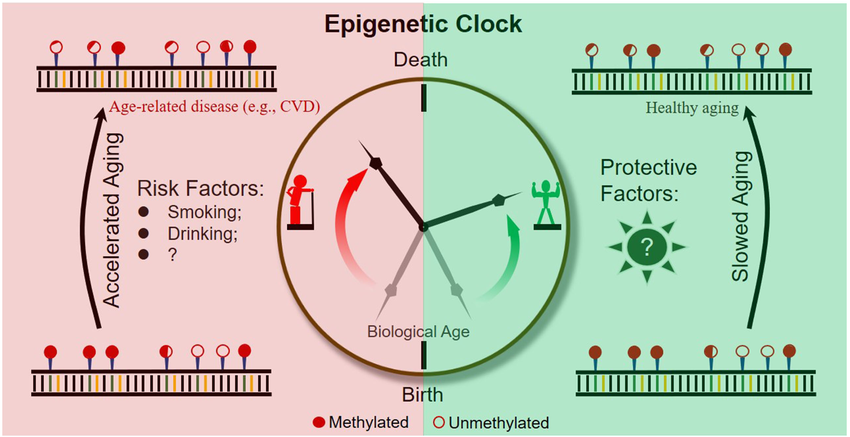 Epigenetic Clock
Death
Age-related disease (e.g., CVD)
Healthy aging
Accelerated Aging
Risk Factors:
● Smoking;
● Drinking;
● ?
Protective
Factors:
?
Slowed Aging
Biological Age
Birth
Methylated
Unmethylated